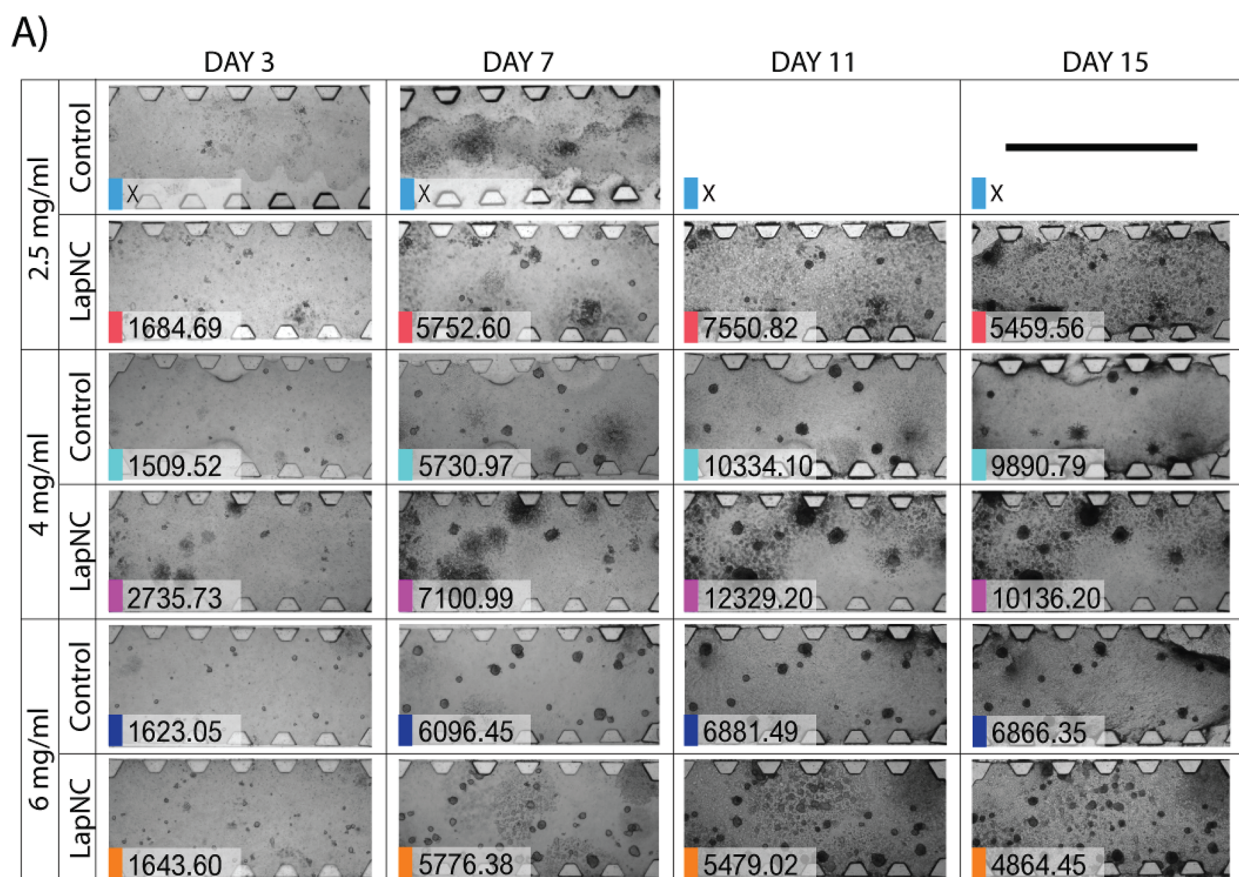 A)
DAY 3 DAY 7 DAY 11 DAY 15
2.5 mg/ml
Control
X X X X
LapNC
1684.69 5752.60 7550.82 5459.56
4 mg/ml
Control
1509.52 5730.97 10334.10 9890.79
LapNC
2735.73 7100.99 12329.20 10136.20
6 mg/ml
Control
1623.05 6096.45 6881.49 6866.35
LapNC
1643.60 5776.38 5479.02 4864.45